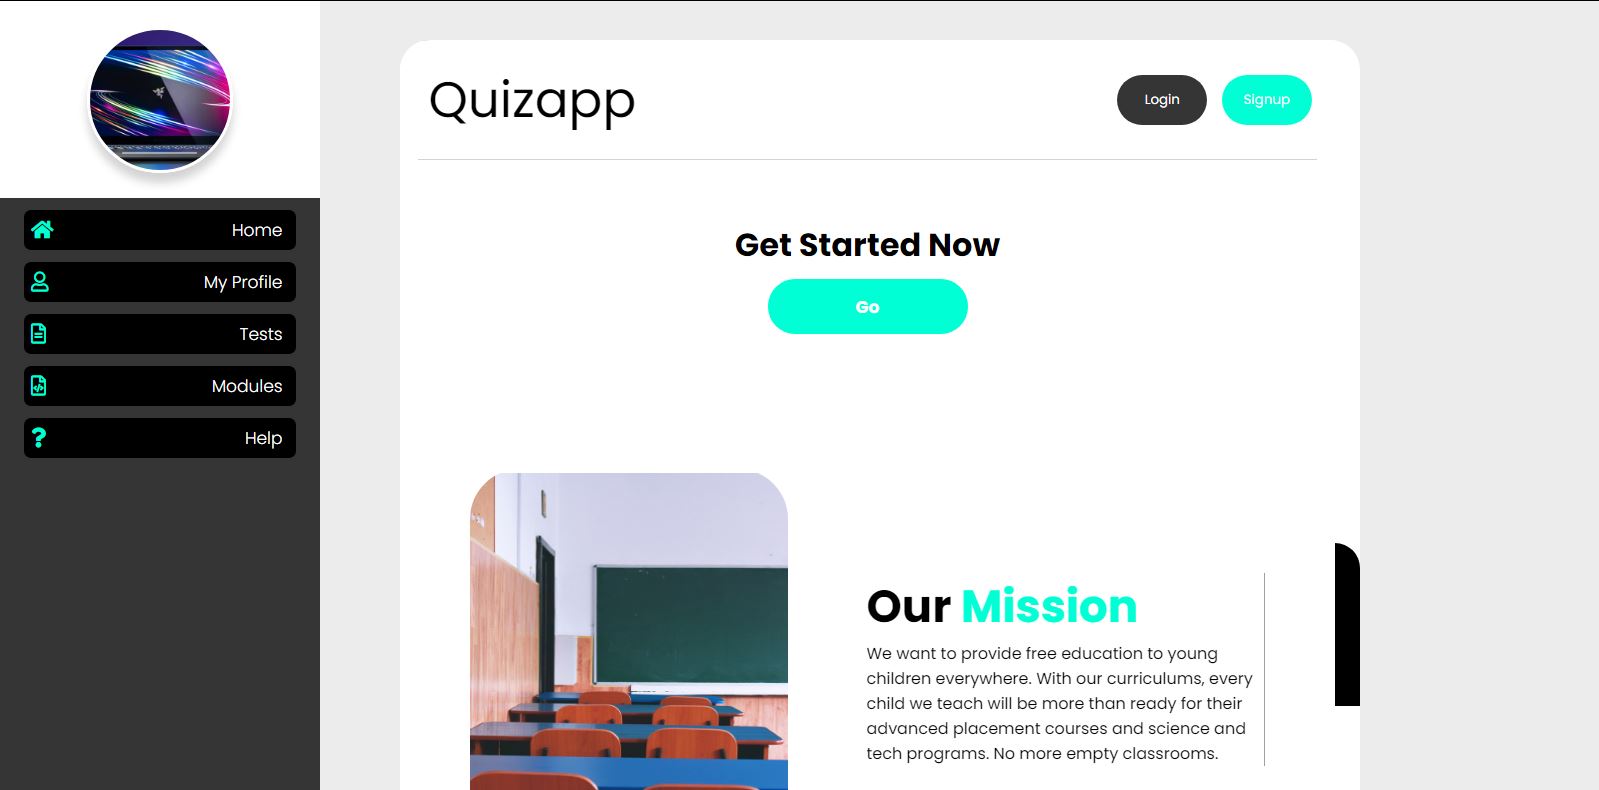 Quizapp
Login
Signup
Home
My Profile
Tests
Modules
Help
Get Started Now
Go
Our Mission
We want to provide free education to young
children everywhere. With our curriculums, every
child we teach will be more than ready for their
advanced placement courses and science and
tech programs. No more empty classrooms.